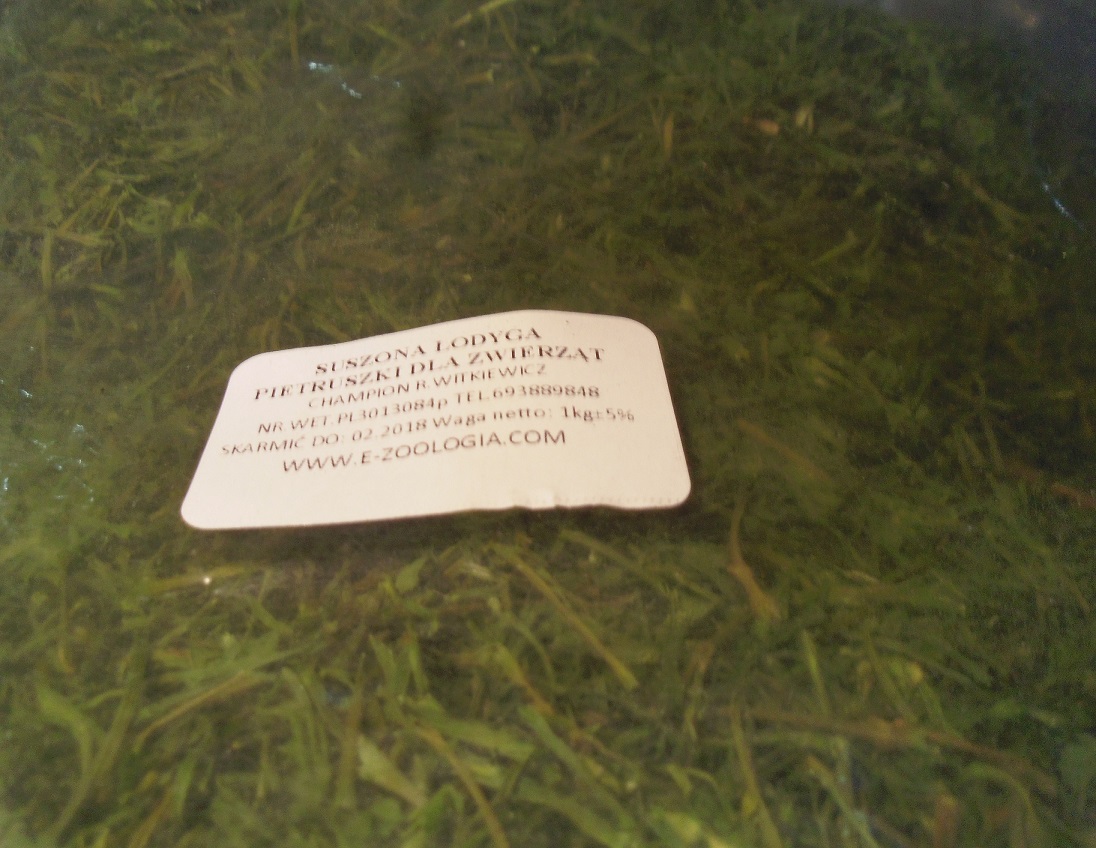 SUSZONA ŁODYGA
PIETRUSZKI DLA ZWIERZĄT
CHAMPION R.WITKIEWICZ
NR WET.PL3013084p TEL.693889848
SKARMIĆ DO: 02.2018 Waga netto: 1kg±5%
WWW.E-ZOOLOGIA.COM